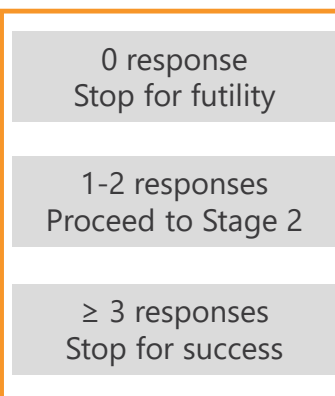 0 response
Stop for futility
1-2 responses
Proceed to Stage 2
≥ 3 responses
Stop for success